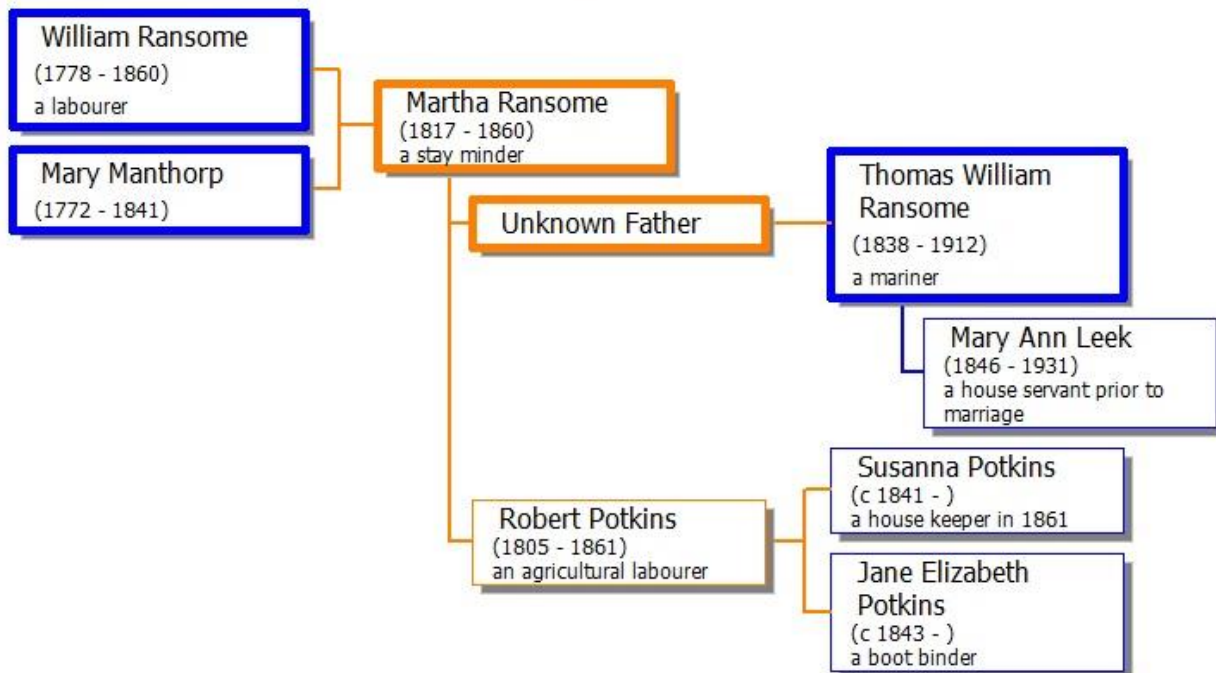 William Ransome
(1778 - 1860)
a labourer
Mary Manthorp
(1772 - 1841)
Martha Ransome
(1817 - 1860)
a stay minder
Unknown Father
Thomas William
Ransome
(1838 - 1912)
a mariner
Mary Ann Leek
(1846 - 1931)
a house servant prior to
marriage
Robert Potkins
(1805 - 1861)
an agricultural labourer
Susanna Potkins
(c 1841 - )
a house keeper in 1861
Jane Elizabeth
Potkins
(c 1843 - )
a boot binder